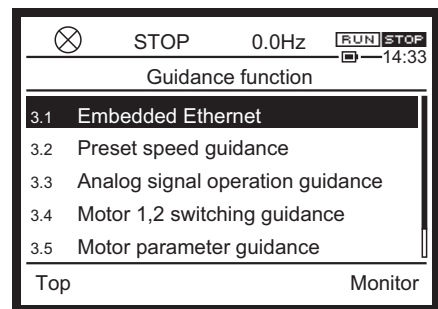 STOP 0.0Hz RUN STOP
14:33
Guidance function
3.1 Embedded Ethernet
3.2 Preset speed guidance
3.3 Analog signal operation guidance
3.4 Motor 1,2 switching guidance
3.5 Motor parameter guidance
Top Monitor